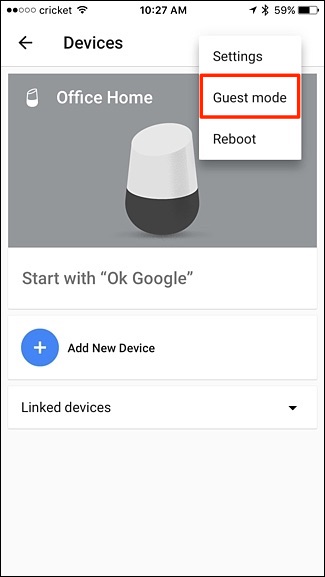 cricket 10:27 AM 59%
Devices
Settings
Guest mode
Reboot
Office Home
Start with “Ok Google”
Add New Device
Linked devices